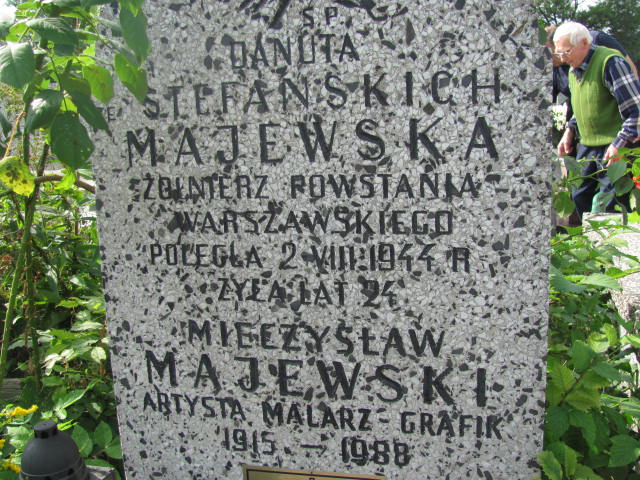 Ś.P.
DANUTA
ZE STEFAŃSKICH
MAJEWSKA
ŻOŁNIERZ POWSTANIA
WARSZAWSKIEGO
POLEGŁA 2.VIII.1944 R.
ŻYŁA LAT 24
MIECZYSŁAW
MAJEWSKI
ARTYSTA MALARZ-GRAFIK
1915 — 1988